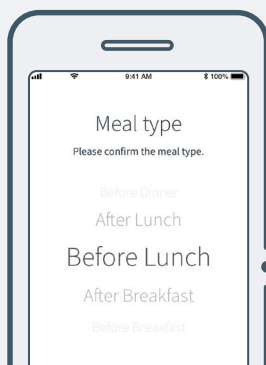 9:41 AM
100%
Meal type
Please confirm the meal type.
Before Dinner
After Lunch
Before Lunch
After Breakfast
Before Breakfast